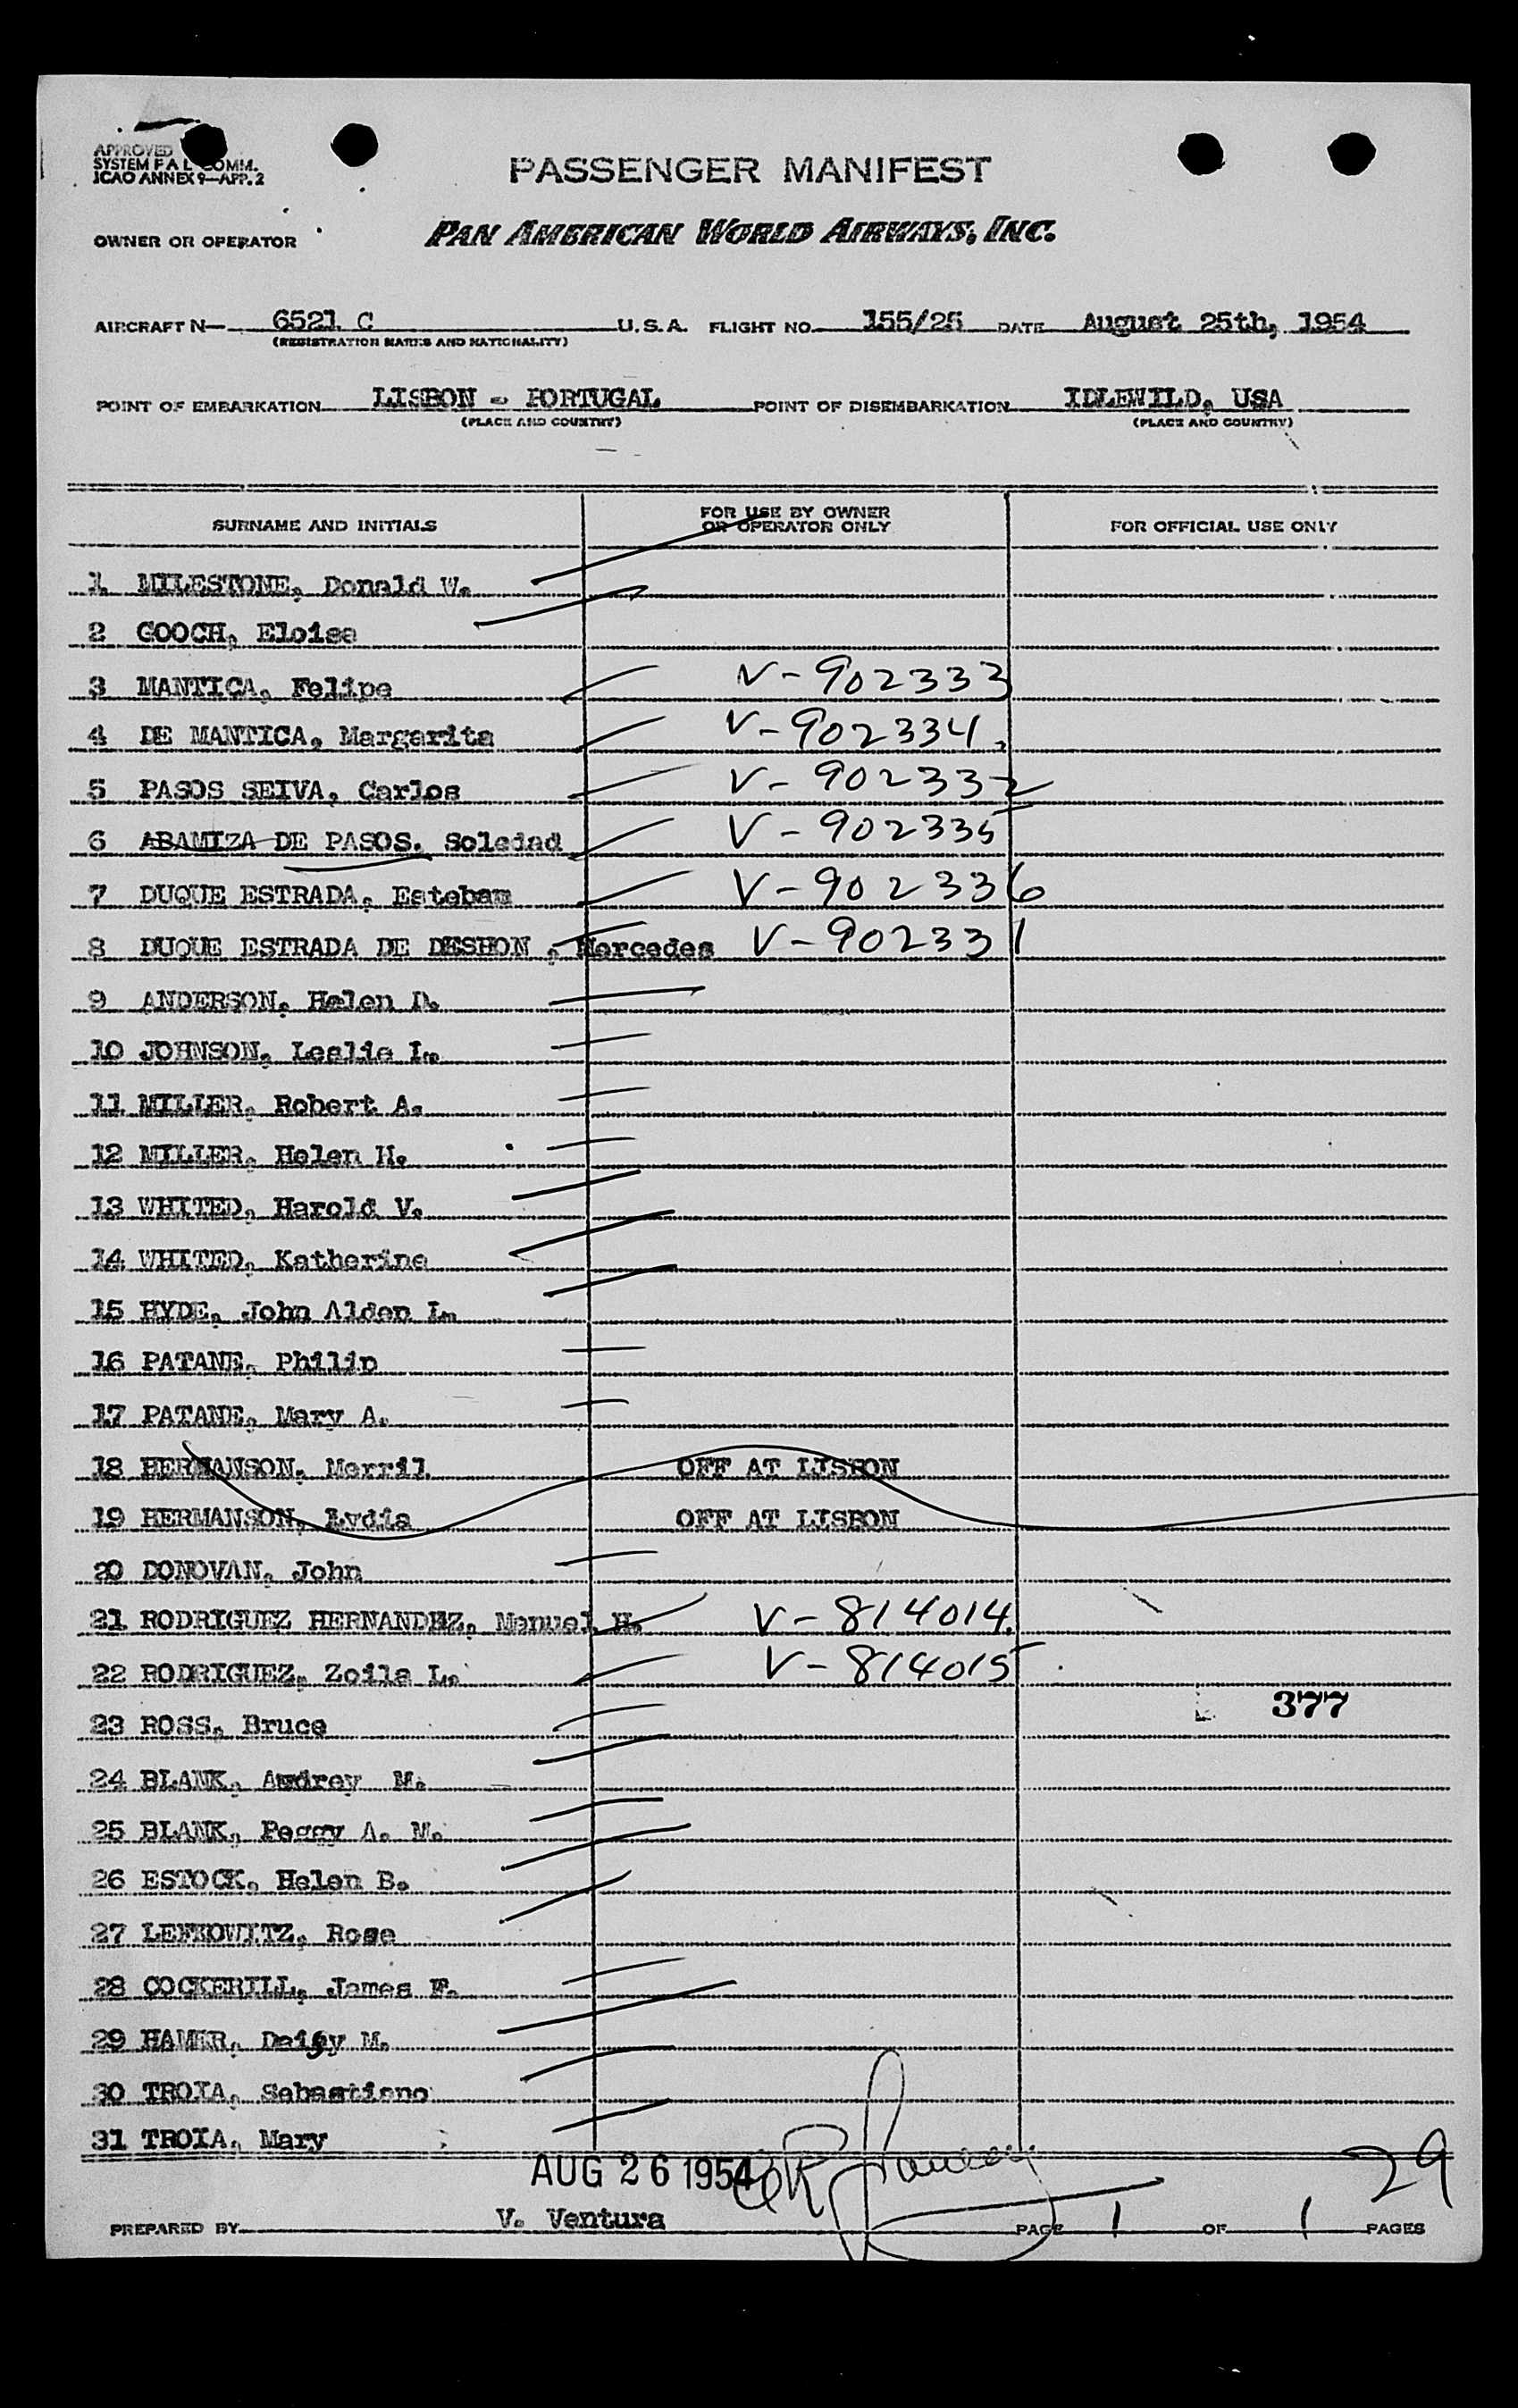 APPROVED
SYSTEM F A L COMM.
ICAO ANNEX 9—APP. 2
PASSENGER MANIFEST
OWNER OR OPERATOR PAN AMERICAN WORLD AIRWAYS, INC.
AIRCRAFT N— 6521 C U.S.A. FLIGHT NO. 155/25 DATE August 25th, 1954
(REGISTRATION MARKS AND NATIONALITY)
POINT OF EMBARKATION LISBON - PORTUGAL POINT OF DISEMBARKATION IDLEWILD, USA
(PLACE AND COUNTRY) (PLACE AND COUNTRY)
SURNAME AND INITIALS FOR USE BY OWNER OR OPERATOR ONLY FOR OFFICIAL USE ONLY
1 MILESTONE, Donald W.
2 GOOCH, Eloise
3 MANTICA, Felipe V-902333
4 DE MANTICA, Margarita V-902334
5 PASOS SEIVA, Carlos V-902332
6 ABAMIZA DE PASOS. Soledad V-902335
7 DUQUE ESTRADA, Estebam V-902336
8 DUQUE ESTRADA DE DESHON, Mercedes V-902331
9 ANDERSON, Helen D.
10 JOHNSON, Leslie L.
11 MILLER, Robert A.
12 MILLER, Helen H.
13 WHITED, Harold V.
14 WHITED, Katherine
15 HYDE, John Alden L.
16 PATANE, Philip
17 PATANE, Mary A.
18 HERMANSON, Merril OFF AT LISBON
19 HERMANSON, Lydia OFF AT LISBON
20 DONOVAN, John
21 RODRIGUEZ HERNANDEZ, Manuel H. V-814014
22 RODRIGUEZ, Zoila L. V-814015
377
23 ROSS, Bruce
24 BLANK, Audrey M.
25 BLANK, Peggy A. M.
26 ESTOCK, Helen B.
27 LEFKOWITZ, Rose
28 COCKERILL, James F.
29 HAMER, Daisy M.
30 TROIA, Sebastiano
31 TROIA, Mary
AUG 26 1954 29
PREPARED BY V. Ventura PAGE 1 OF 1 PAGES